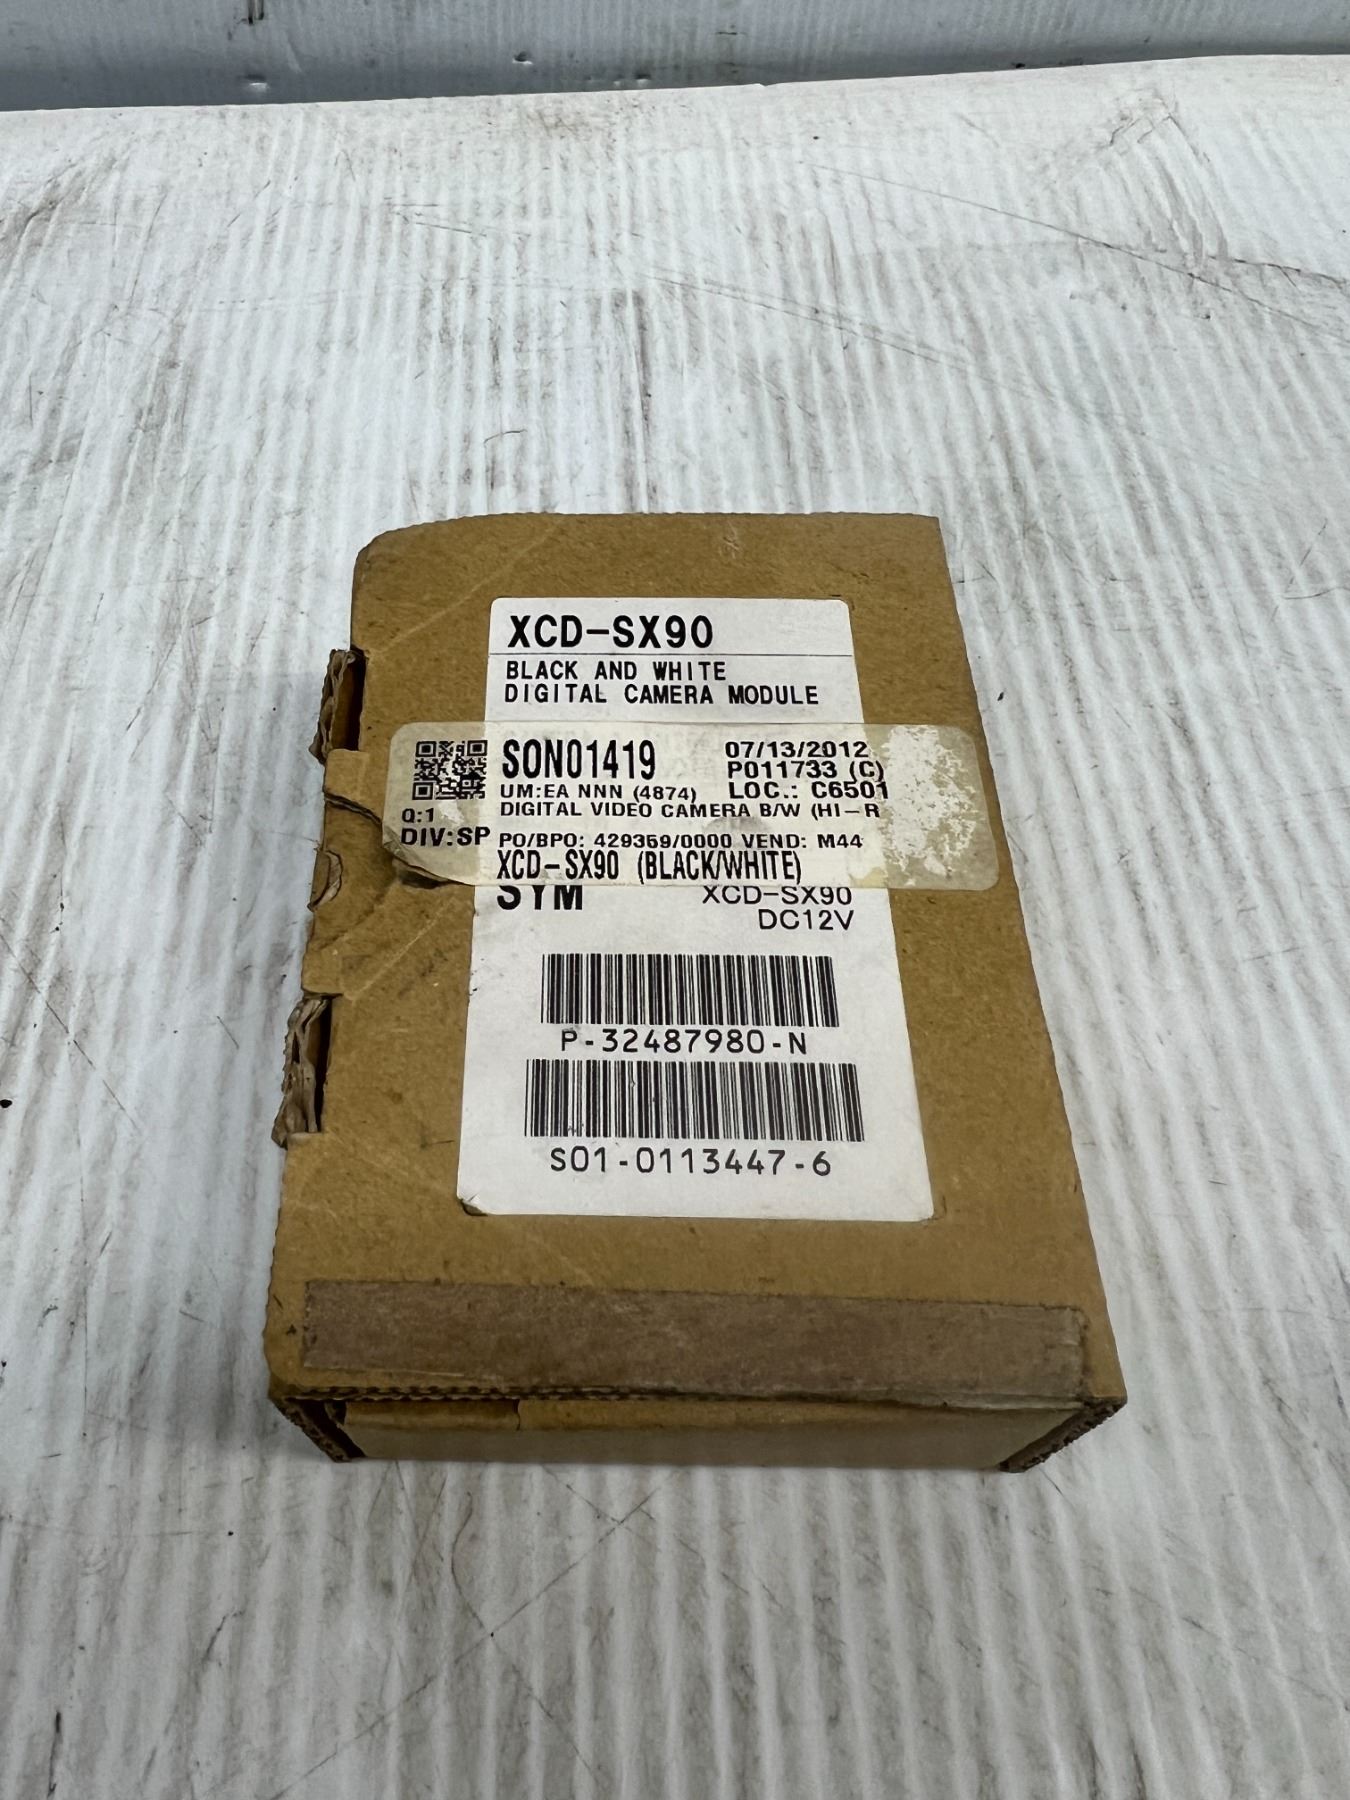 XCD-SX90
BLACK AND WHITE
DIGITAL CAMERA MODULE
SON01419
07/13/2012
P011733 (C)
UM:EA NNN (4874)
LOC.: C6501
Q:1
DIGITAL VIDEO CAMERA B/W (HI-R
DIV:SP
PO/BPO: 429359/0000 VEND: M44
XCD-SX90 (BLACK/WHITE)
SYM
XCD-SX90
DC12V
P-32487980-N
S01-0113447-6